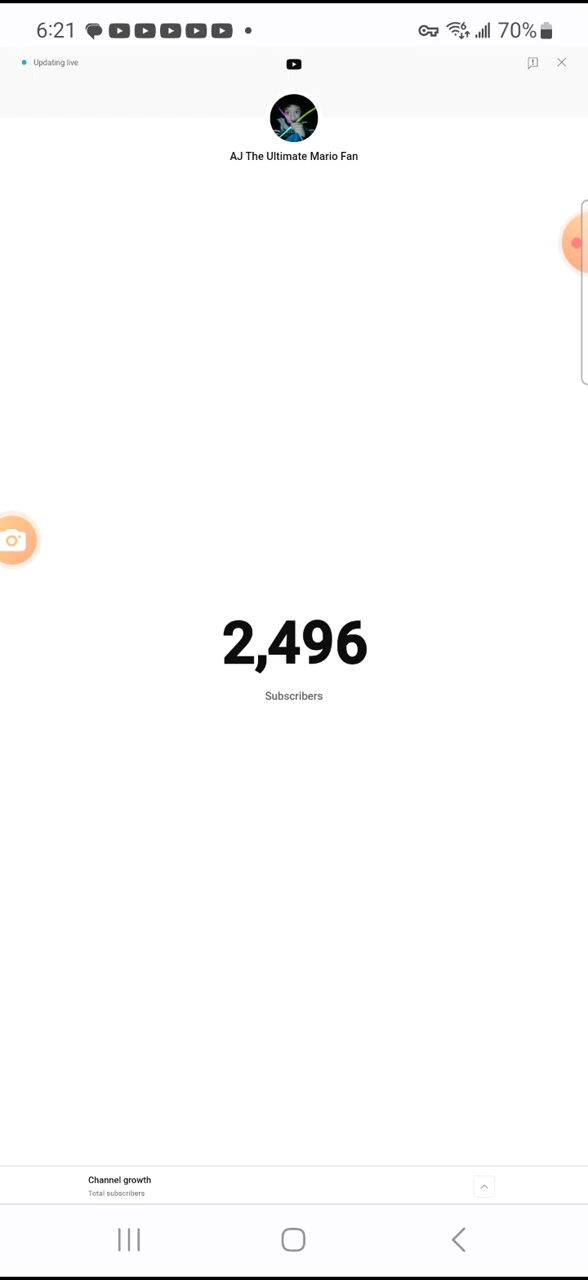 6:21 70%
Updating live
AJ The Ultimate Mario Fan
2,496
Subscribers
Channel growth
Total subscribers